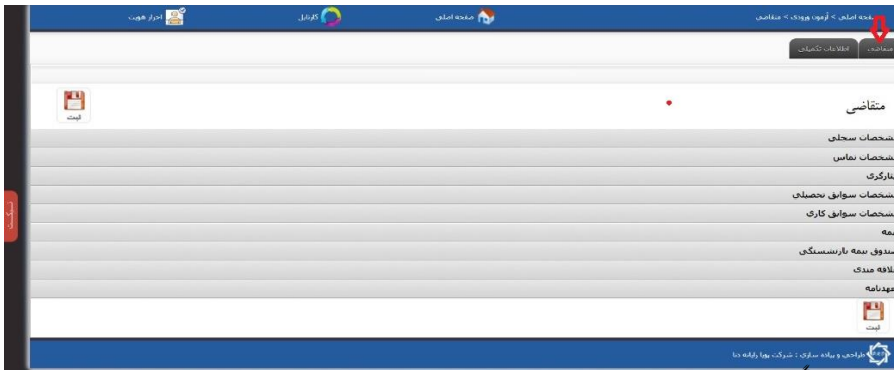 صفحه اصلی > آزمون ورودی > متقاضی
صفحه اصلی
کارتابل
احراز هویت
متقاضی
اطلاعات تکمیلی
متقاضی
ثبت
مشخصات سجلی
مشخصات تماس
ایثارگری
مشخصات سوابق تحصیلی
مشخصات سوابق کاری
بیمه
صندوق بیمه بازنشستگی
علاقه مندی
تعهدنامه
ثبت
طراحی و پیاده سازی : شرکت پویا رایانه دنا